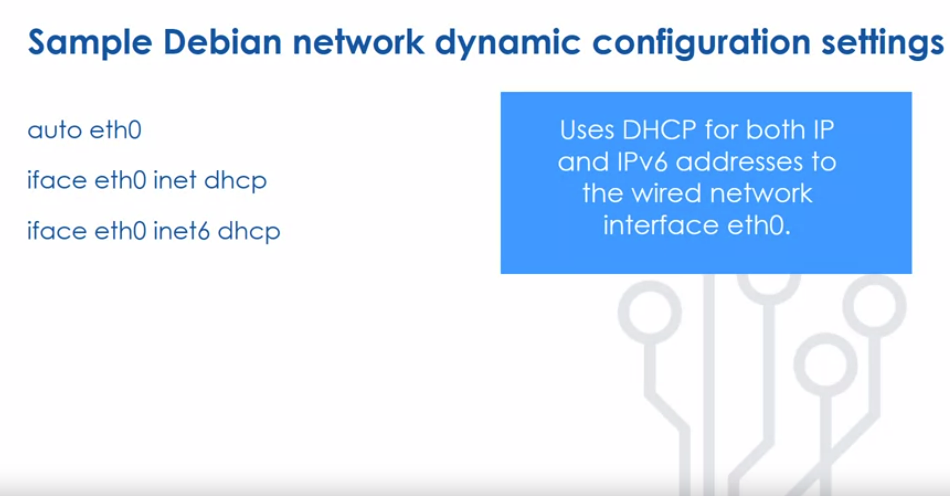 Sample Debian network dynamic configuration settings
auto eth0
iface eth0 inet dhcp
iface eth0 inet6 dhcp
Uses DHCP for both IP
and IPv6 addresses to
the wired network
interface eth0.